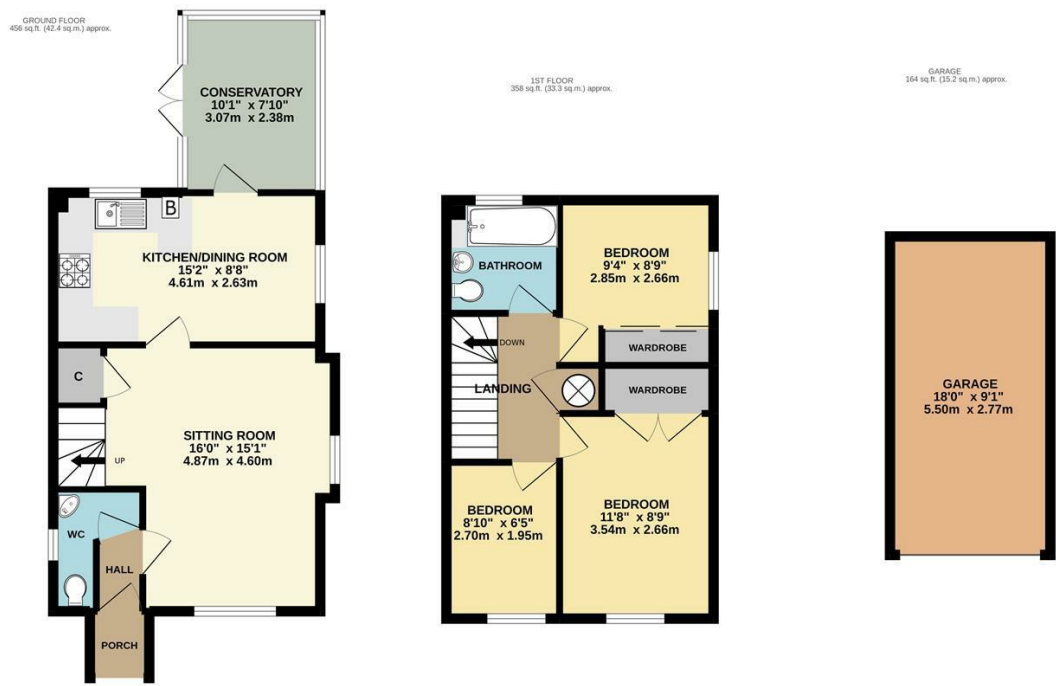 GROUND FLOOR
456 sq.ft. (42.4 sq.m.) approx.
CONSERVATORY
10'1" x 7'10"
3.07m x 2.38m
B
KITCHEN/DINING ROOM
15'2" x 8'8"
4.61m x 2.63m
C
SITTING ROOM
16'0" x 15'1"
4.87m x 4.60m
UP
WC
HALL
PORCH
1ST FLOOR
358 sq.ft. (33.3 sq.m.) approx.
BATHROOM
BEDROOM
9'4" x 8'9"
2.85m x 2.66m
DOWN
WARDROBE
LANDING
WARDROBE
BEDROOM
8'10" x 6'5"
2.70m x 1.95m
BEDROOM
11'8" x 8'9"
3.54m x 2.66m
GARAGE
164 sq.ft. (15.2 sq.m.) approx.
GARAGE
18'0" x 9'1"
5.50m x 2.77m